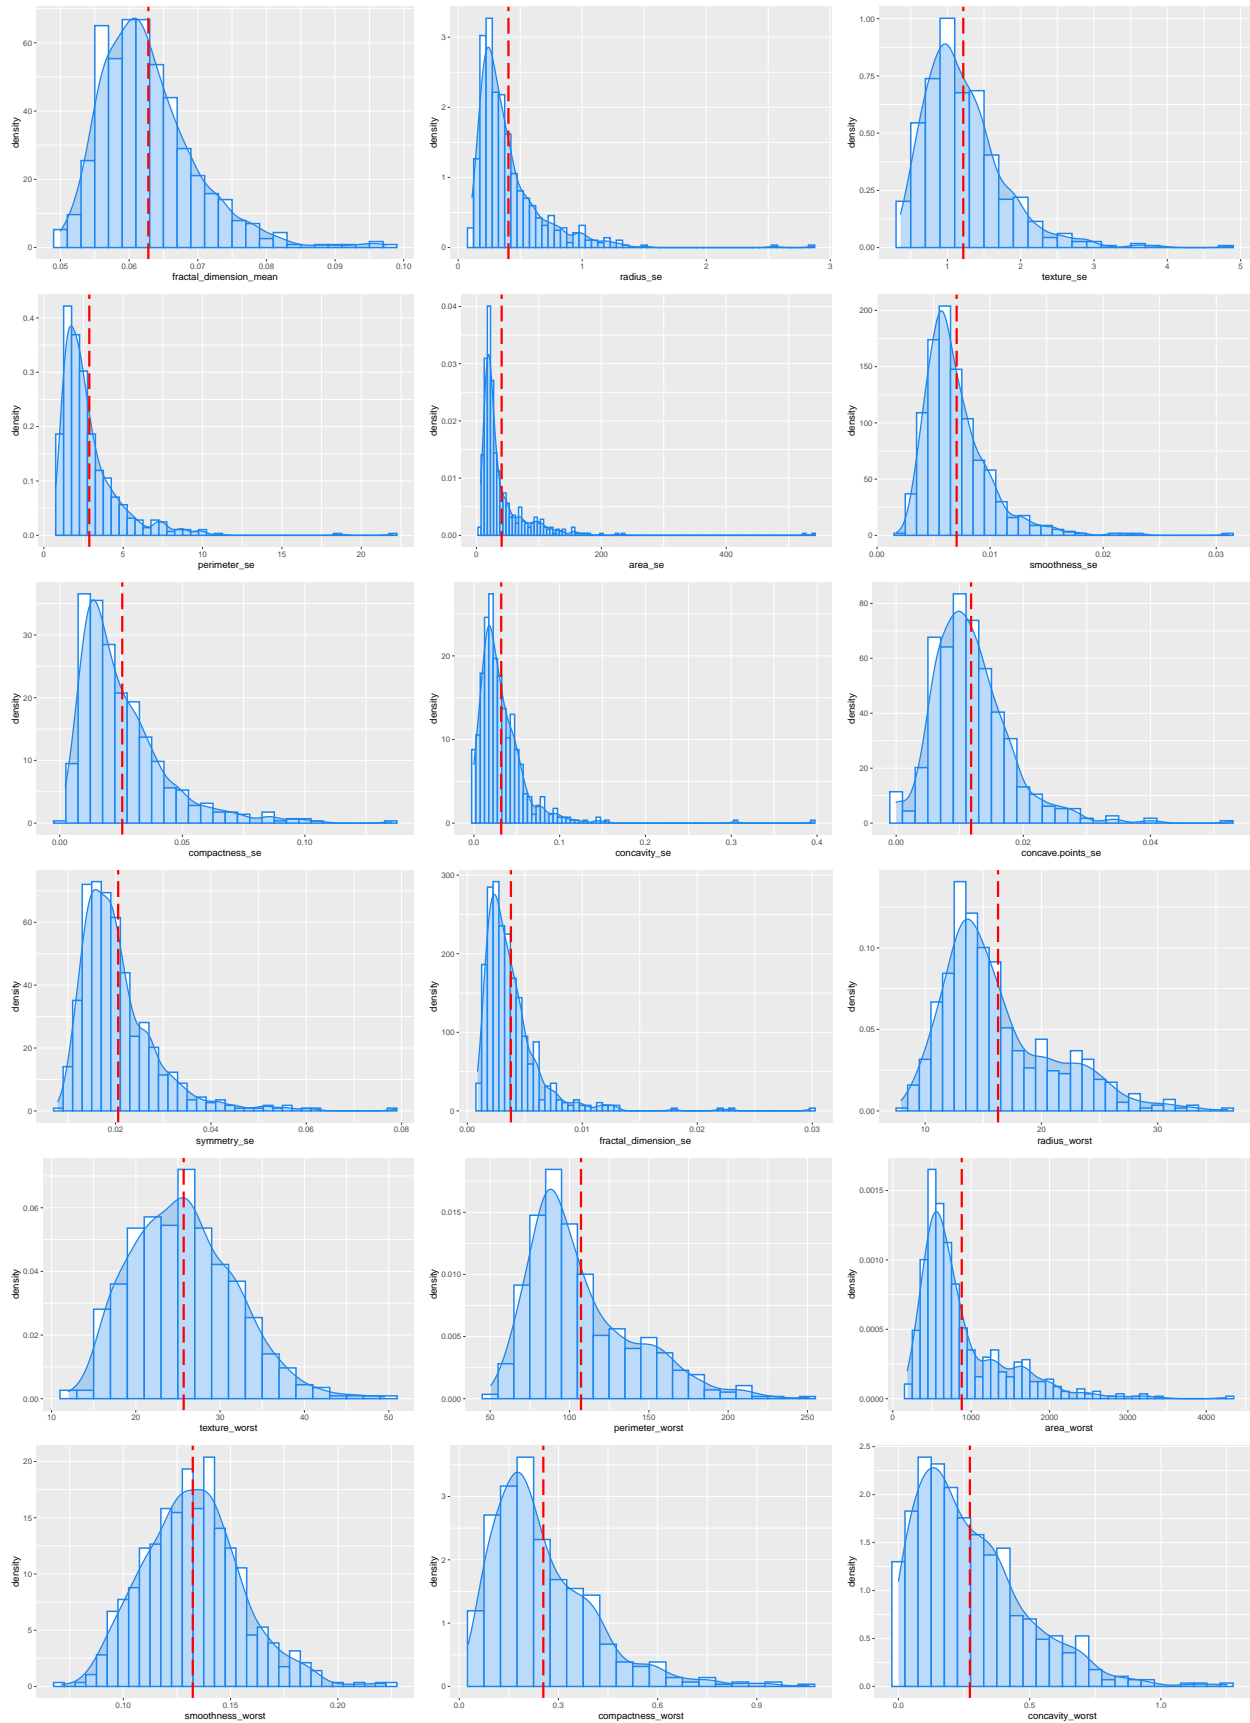 density
60
40
20
0
0.05 0.06 0.07 0.08 0.09 0.10
fractal_dimension_mean
density
3
2
1
0
0 1 2 3
radius_se
density
1.00
0.75
0.50
0.25
0.00
1 2 3 4 5
texture_se
density
0.4
0.3
0.2
0.1
0.0
0 5 10 15 20
perimeter_se
density
0.04
0.03
0.02
0.01
0.00
0 200 400
area_se
density
200
150
100
50
0
0.00 0.01 0.02 0.03
smoothness_se
density
30
20
10
0
0.00 0.05 0.10
compactness_se
density
20
10
0
0.0 0.1 0.2 0.3 0.4
concavity_se
density
80
60
40
20
0
0.00 0.02 0.04
concave.points_se
density
60
40
20
0
0.02 0.04 0.06 0.08
symmetry_se
density
300
200
100
0
0.00 0.01 0.02 0.03
fractal_dimension_se
density
0.10
0.05
0.00
10 20 30
radius_worst
density
0.06
0.04
0.02
0.00
10 20 30 40 50
texture_worst
density
0.015
0.010
0.005
0.000
50 100 150 200 250
perimeter_worst
density
0.0015
0.0010
0.0005
0.0000
0 1000 2000 3000 4000
area_worst
density
20
15
10
5
0
0.10 0.15 0.20
smoothness_worst
density
3
2
1
0
0.0 0.3 0.6 0.9
compactness_worst
density
2.5
2.0
1.5
1.0
0.5
0.0
0.0 0.5 1.0
concavity_worst